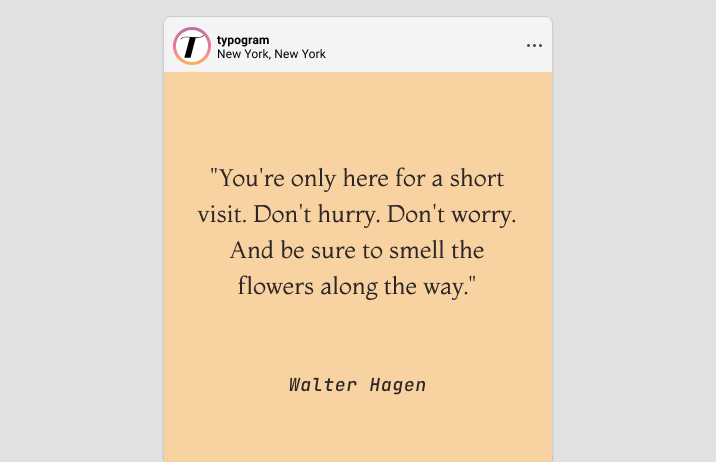 T
typogram
New York, New York
"You're only here for a short
visit. Don't hurry. Don't worry.
And be sure to smell the
flowers along the way."
Walter Hagen